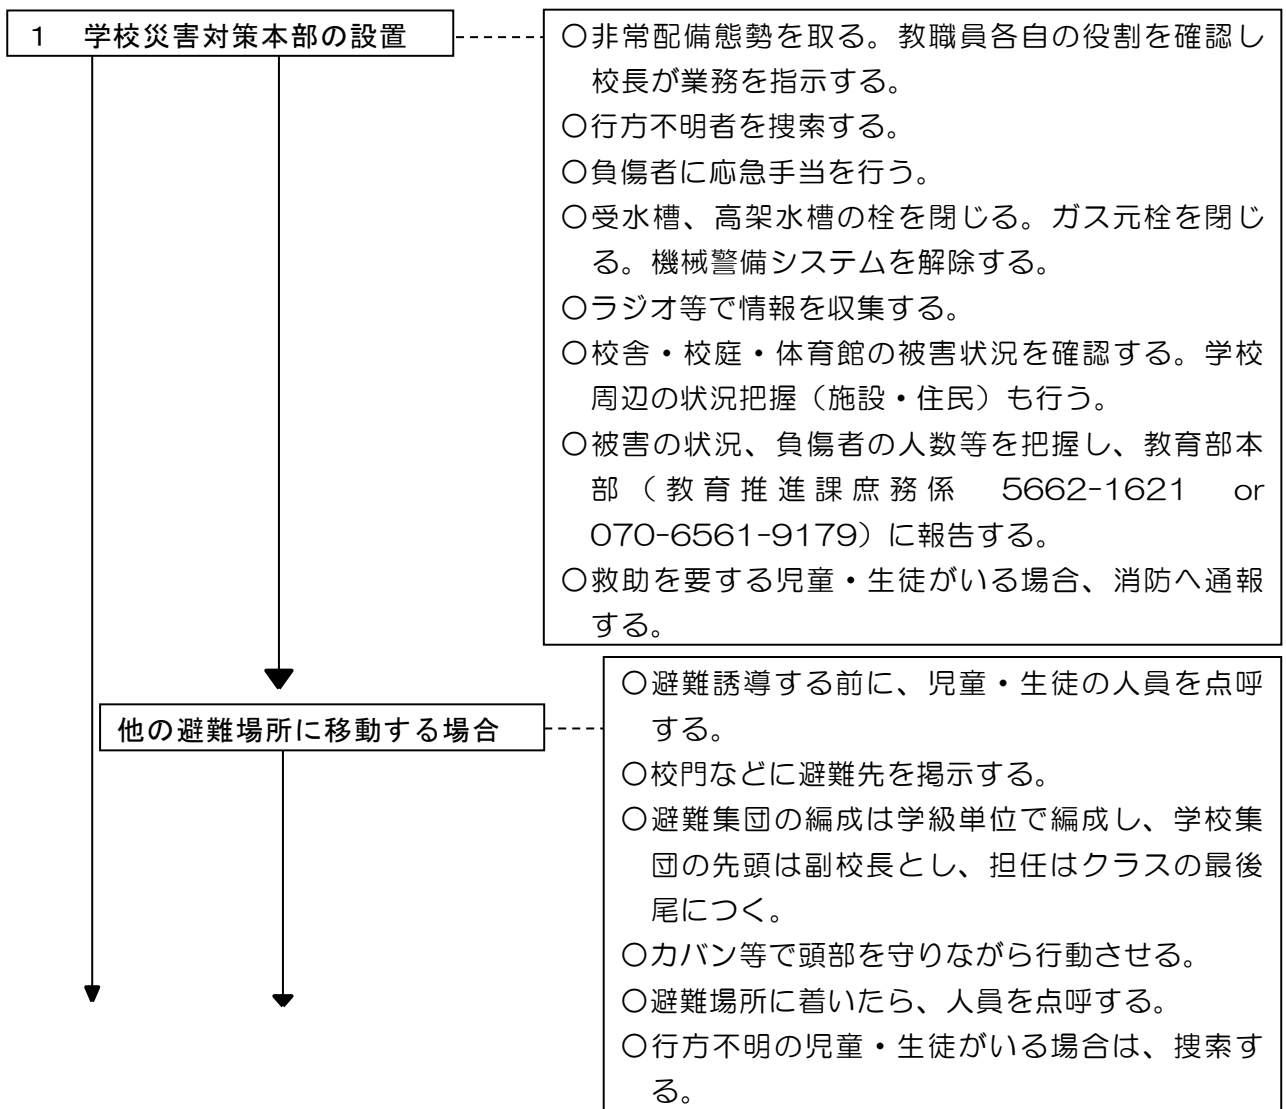 1　学校災害対策本部の設置
○非常配備態勢を取る。教職員各自の役割を確認し
校長が業務を指示する。
○行方不明者を捜索する。
○負傷者に応急手当を行う。
○受水槽、高架水槽の栓を閉じる。ガス元栓を閉じ
る。機械警備システムを解除する。
○ラジオ等で情報を収集する。
○校舎・校庭・体育館の被害状況を確認する。学校
周辺の状況把握（施設・住民）も行う。
○被害の状況、負傷者の人数等を把握し、教育部本
部（教育推進課庶務係　5662-1621　or
070-6561-9179）に報告する。
○救助を要する児童・生徒がいる場合、消防へ通報
する。
他の避難場所に移動する場合
○避難誘導する前に、児童・生徒の人員を点呼
する。
○校門などに避難先を掲示する。
○避難集団の編成は学級単位で編成し、学校集
団の先頭は副校長とし、担任はクラスの最後
尾につく。
○カバン等で頭部を守りながら行動させる。
○避難場所に着いたら、人員を点呼する。
○行方不明の児童・生徒がいる場合は、捜索す
る。